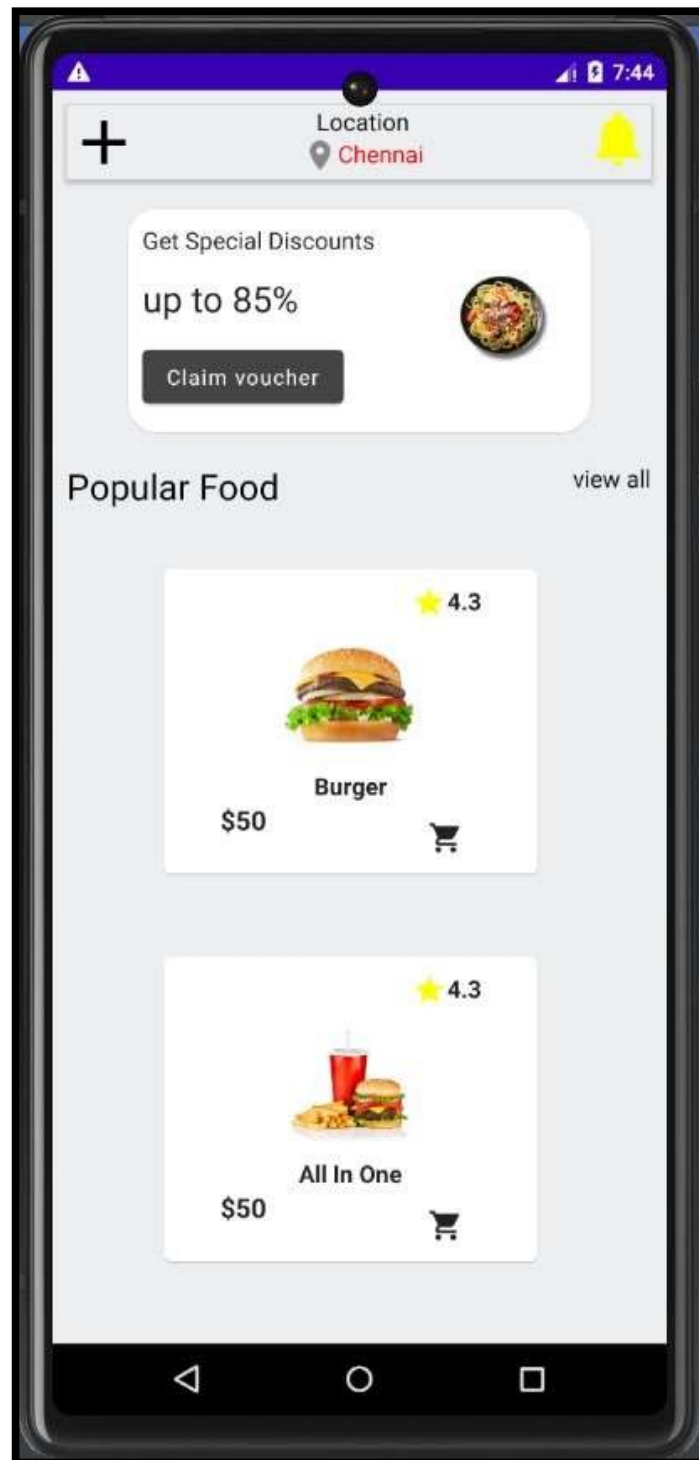 7:44
Location
Chennai
Get Special Discounts
up to 85%
Claim voucher
Popular Food
view all
4.3
Burger
$50
4.3
All In One
$50